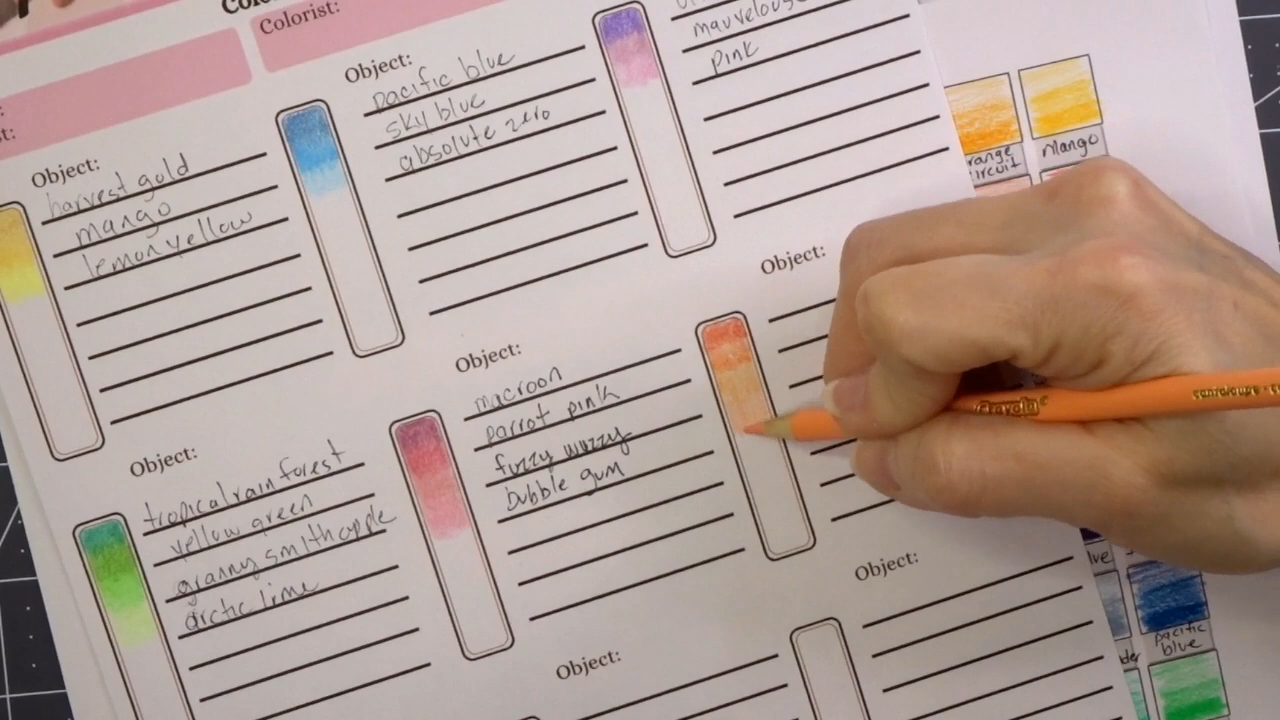 Colorist:
Object:
pacific blue
sky blue
absolute zero
mauvelous
pink
Object:
harvest gold
mango
lemon yellow
Object:
Object:
macroon
parrot pink
fuzzy wuzzy
bubble gum
Object:
tropical rain forest
yellow green
granny smith apple
arctic lime
Object:
Object:
mango
Crayola
cantaloupe
pacific
blue